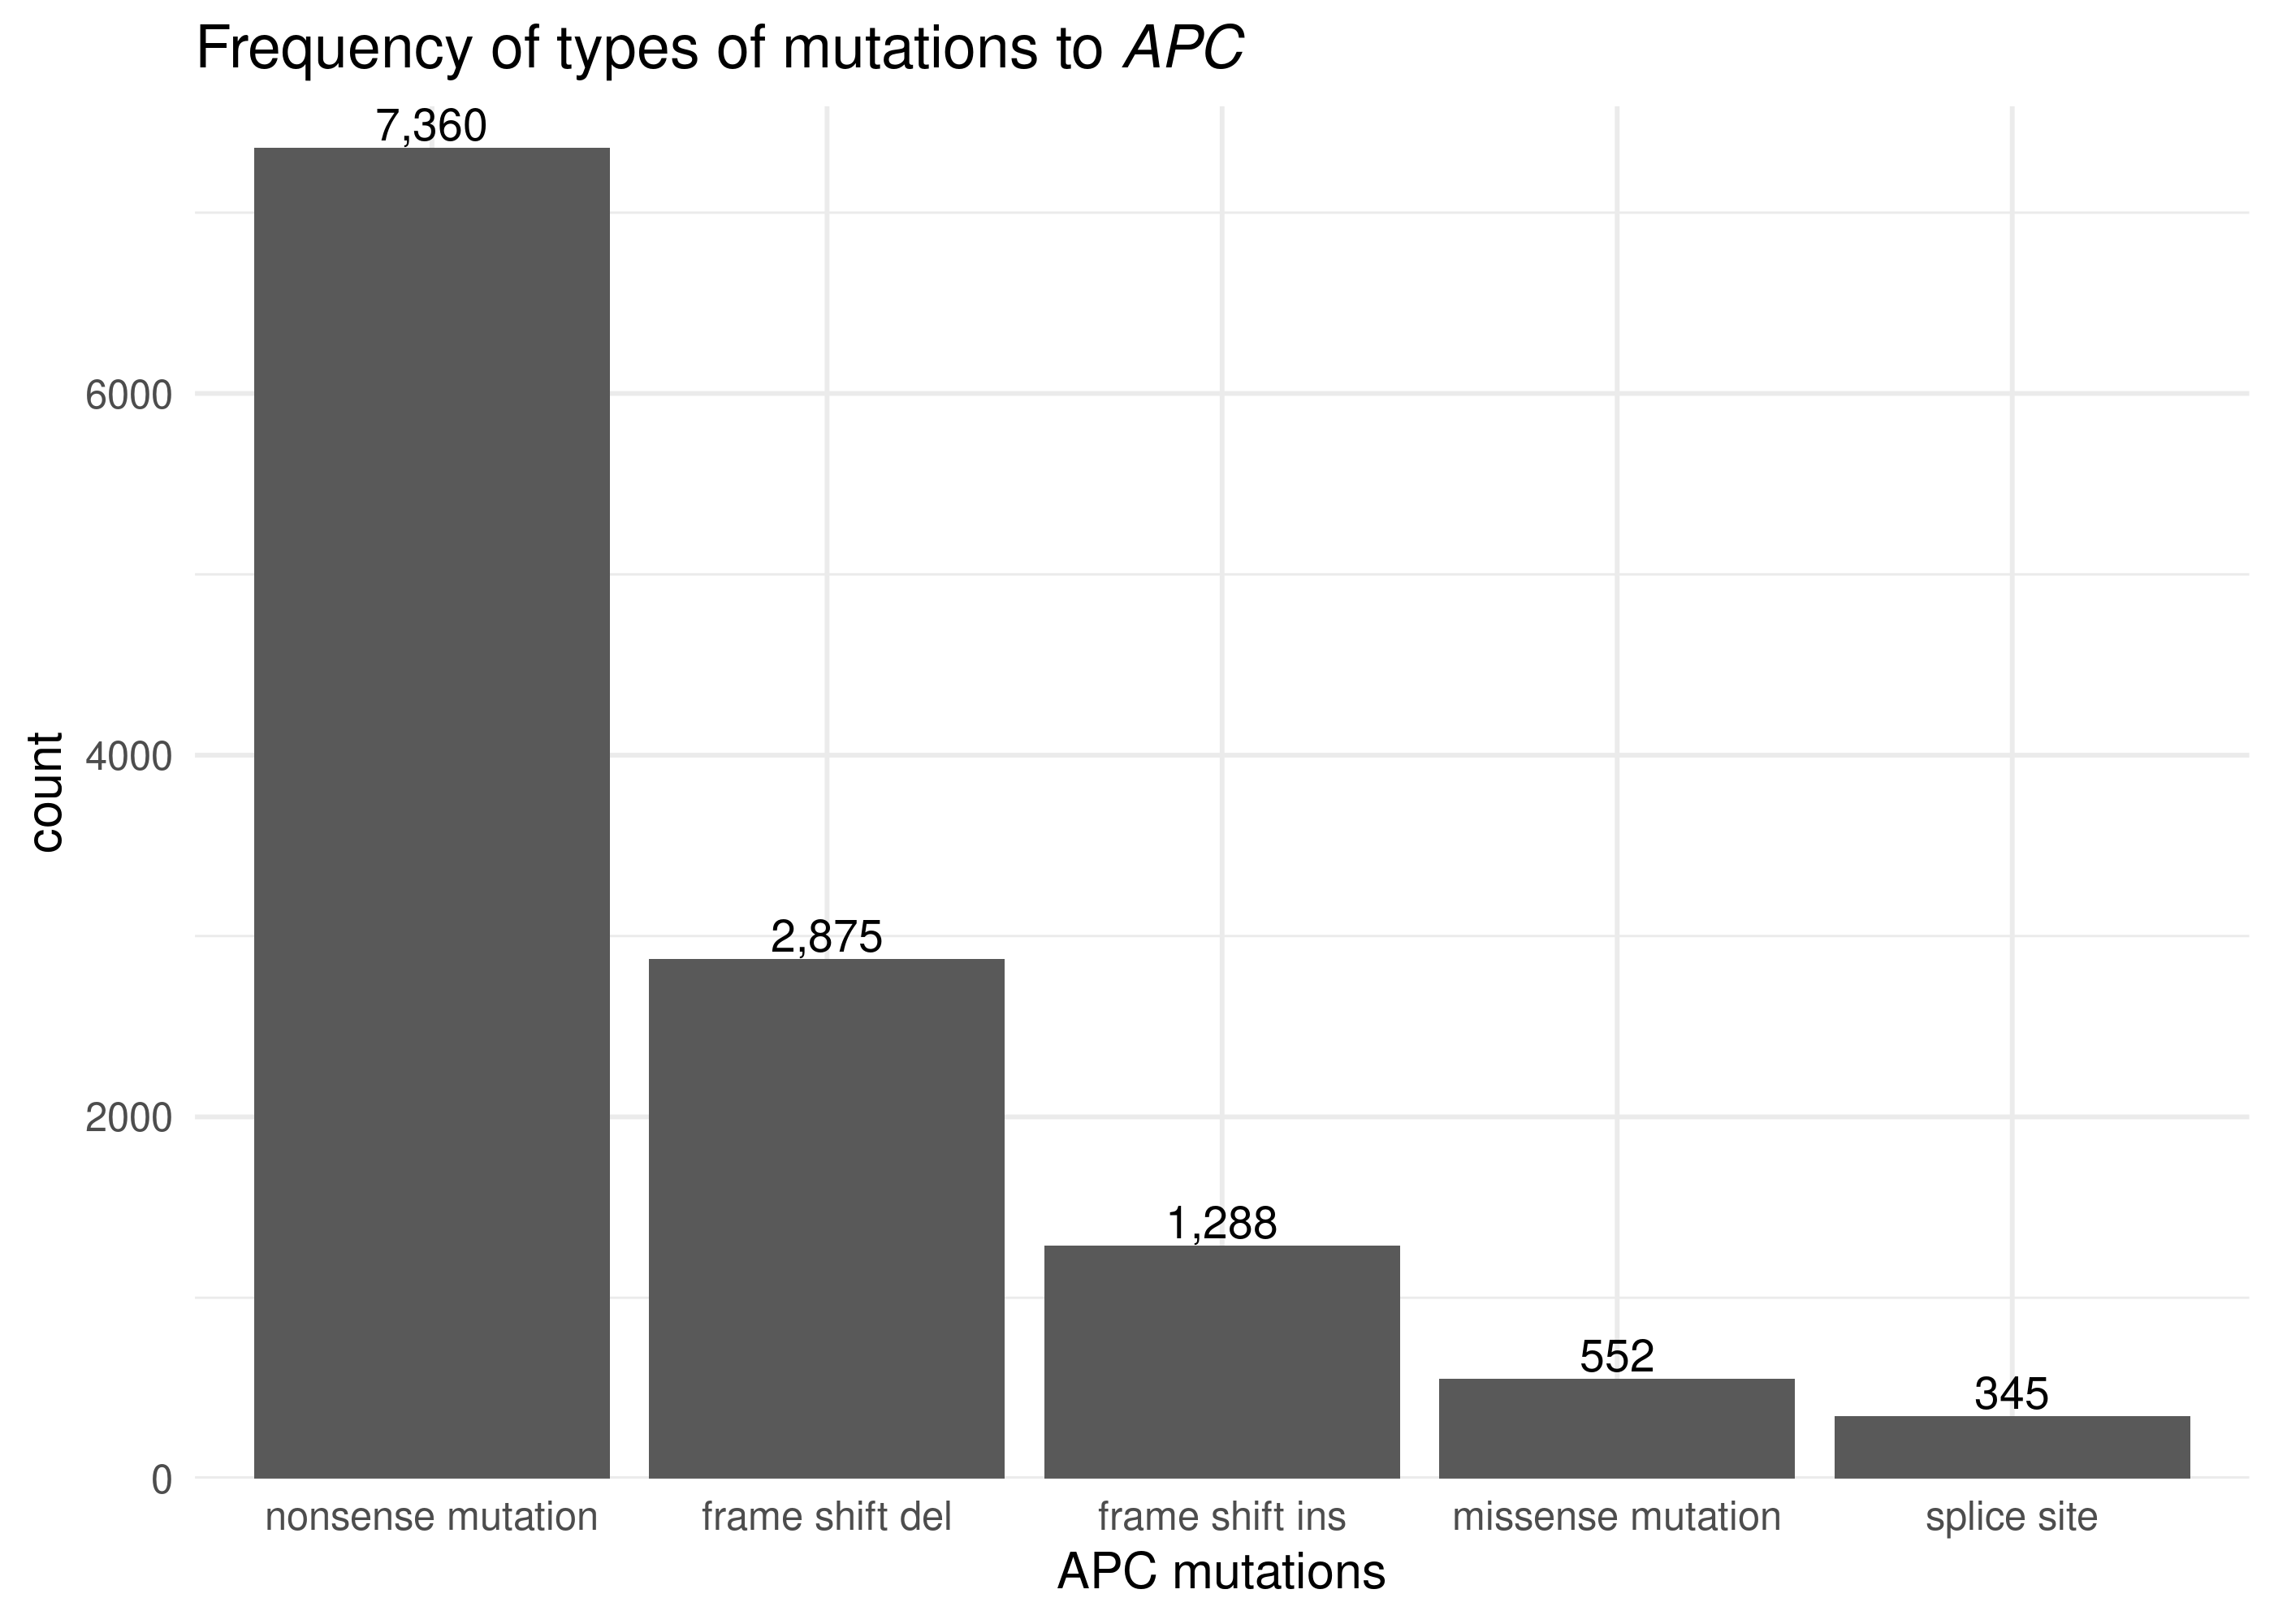 Frequency of types of mutations to APC
7,360
6000
4000
2,875
2000
1,288
552
345
0
count
nonsense mutation
frame shift del
frame shift ins
missense mutation
splice site
APC mutations